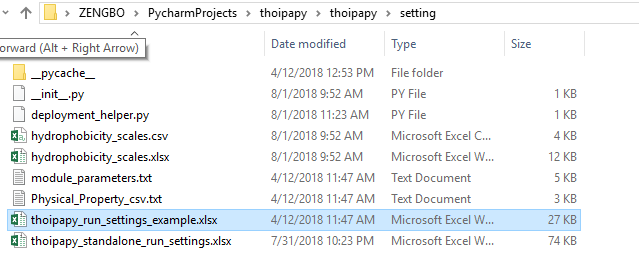 ZENGBO > PycharmProjects > thoipapy > thoipapy > setting
orward (Alt + Right Arrow) Date modified Type Size
__pycache__ 4/12/2018 12:53 PM File folder
__init__.py 8/1/2018 9:52 AM PY File 1 KB
deployment_helper.py 8/1/2018 11:23 AM PY File 1 KB
hydrophobicity_scales.csv 8/1/2018 9:52 AM Microsoft Excel C... 4 KB
hydrophobicity_scales.xlsx 8/1/2018 9:52 AM Microsoft Excel W... 12 KB
module_parameters.txt 4/12/2018 11:47 AM Text Document 5 KB
Physical_Property_csv.txt 4/12/2018 11:47 AM Text Document 3 KB
thoipapy_run_settings_example.xlsx 4/12/2018 11:47 AM Microsoft Excel W... 27 KB
thoipapy_standalone_run_settings.xlsx 7/31/2018 10:23 PM Microsoft Excel W... 74 KB